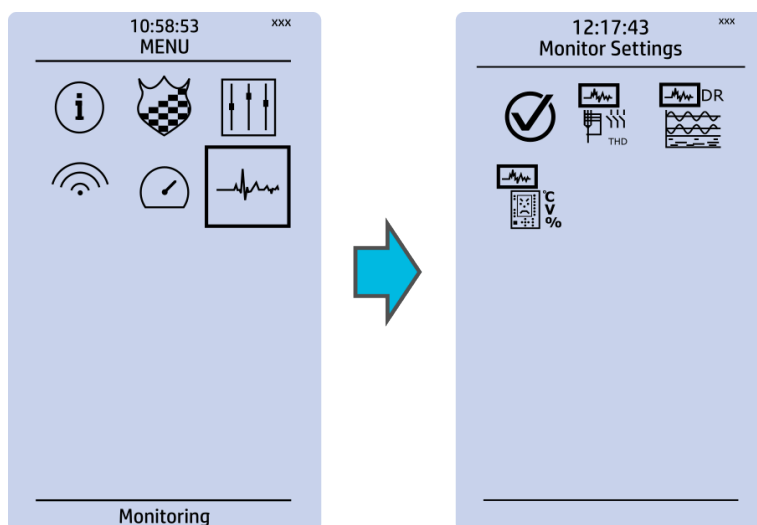 10:58:53
xxx
MENU
i
Monitoring
12:17:43
xxx
Monitor Settings
DR
THD
°C
V
%